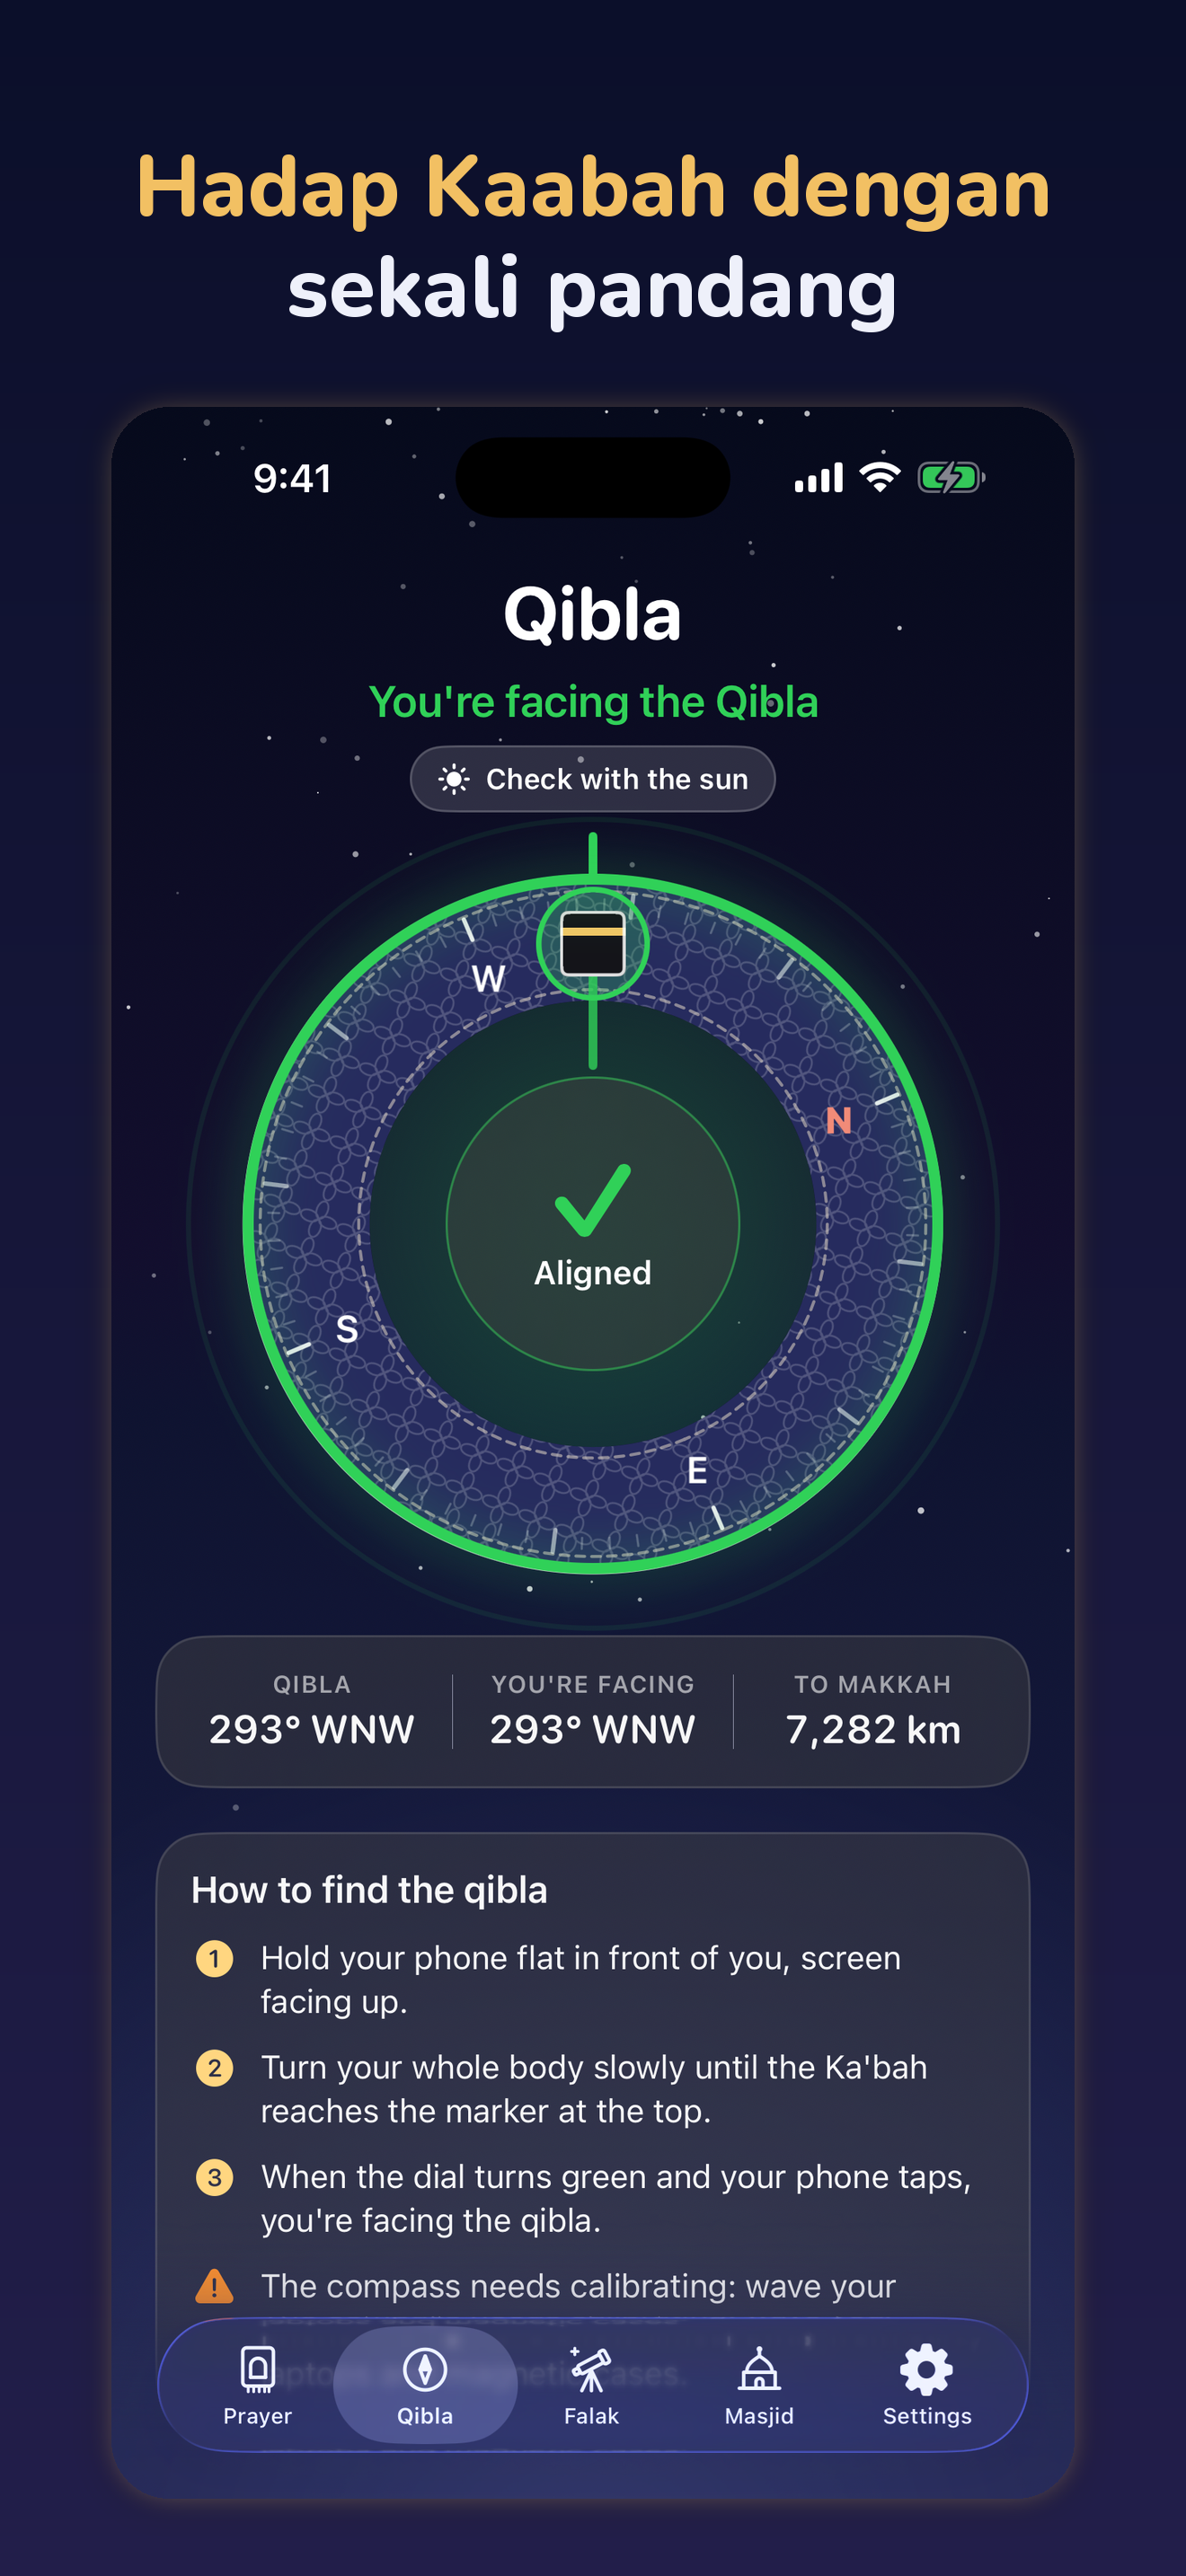 Hadap Kaabah dengan
sekali pandang
9:41
Qibla
You're facing the Qibla
Check with the sun
W
N
S
E
Aligned
QIBLA
YOU'RE FACING
TO MAKKAH
293° WNW
293° WNW
7,282 km
How to find the qibla
1 Hold your phone flat in front of you, screen
facing up.
2 Turn your whole body slowly until the Ka'bah
reaches the marker at the top.
3 When the dial turns green and your phone taps,
you're facing the qibla.
The compass needs calibrating: wave your
cases.
Prayer
Qibla
Falak
Masjid
Settings